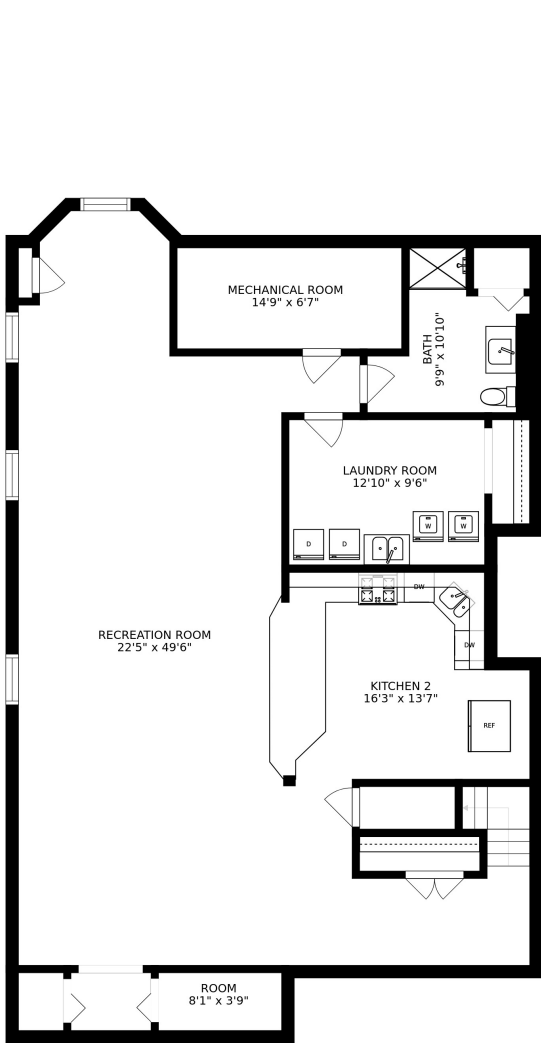 MECHANICAL ROOM
14'9" x 6'7"
BATH
9'9" x 10'10"
LAUNDRY ROOM
12'10" x 9'6"
D
D
W
W
DW
DW
RECREATION ROOM
22'5" x 49'6"
KITCHEN 2
16'3" x 13'7"
REF
ROOM
8'1" x 3'9"